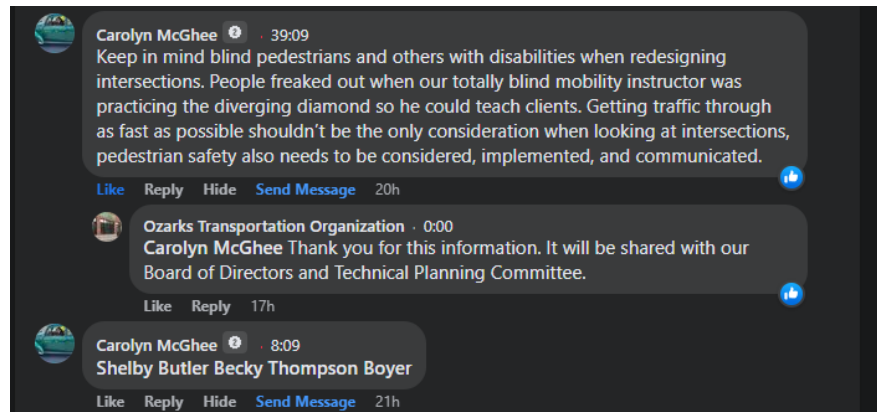 Carolyn McGhee · 39:09
Keep in mind blind pedestrians and others with disabilities when redesigning
intersections. People freaked out when our totally blind mobility instructor was
practicing the diverging diamond so he could teach clients. Getting traffic through
as fast as possible shouldn't be the only consideration when looking at intersections,
pedestrian safety also needs to be considered, implemented, and communicated.
Like Reply Hide Send Message 20h
Ozarks Transportation Organization · 0:00
Carolyn McGhee Thank you for this information. It will be shared with our
Board of Directors and Technical Planning Committee.
Like Reply 17h
Carolyn McGhee · 8:09
Shelby Butler Becky Thompson Boyer
Like Reply Hide Send Message 21h